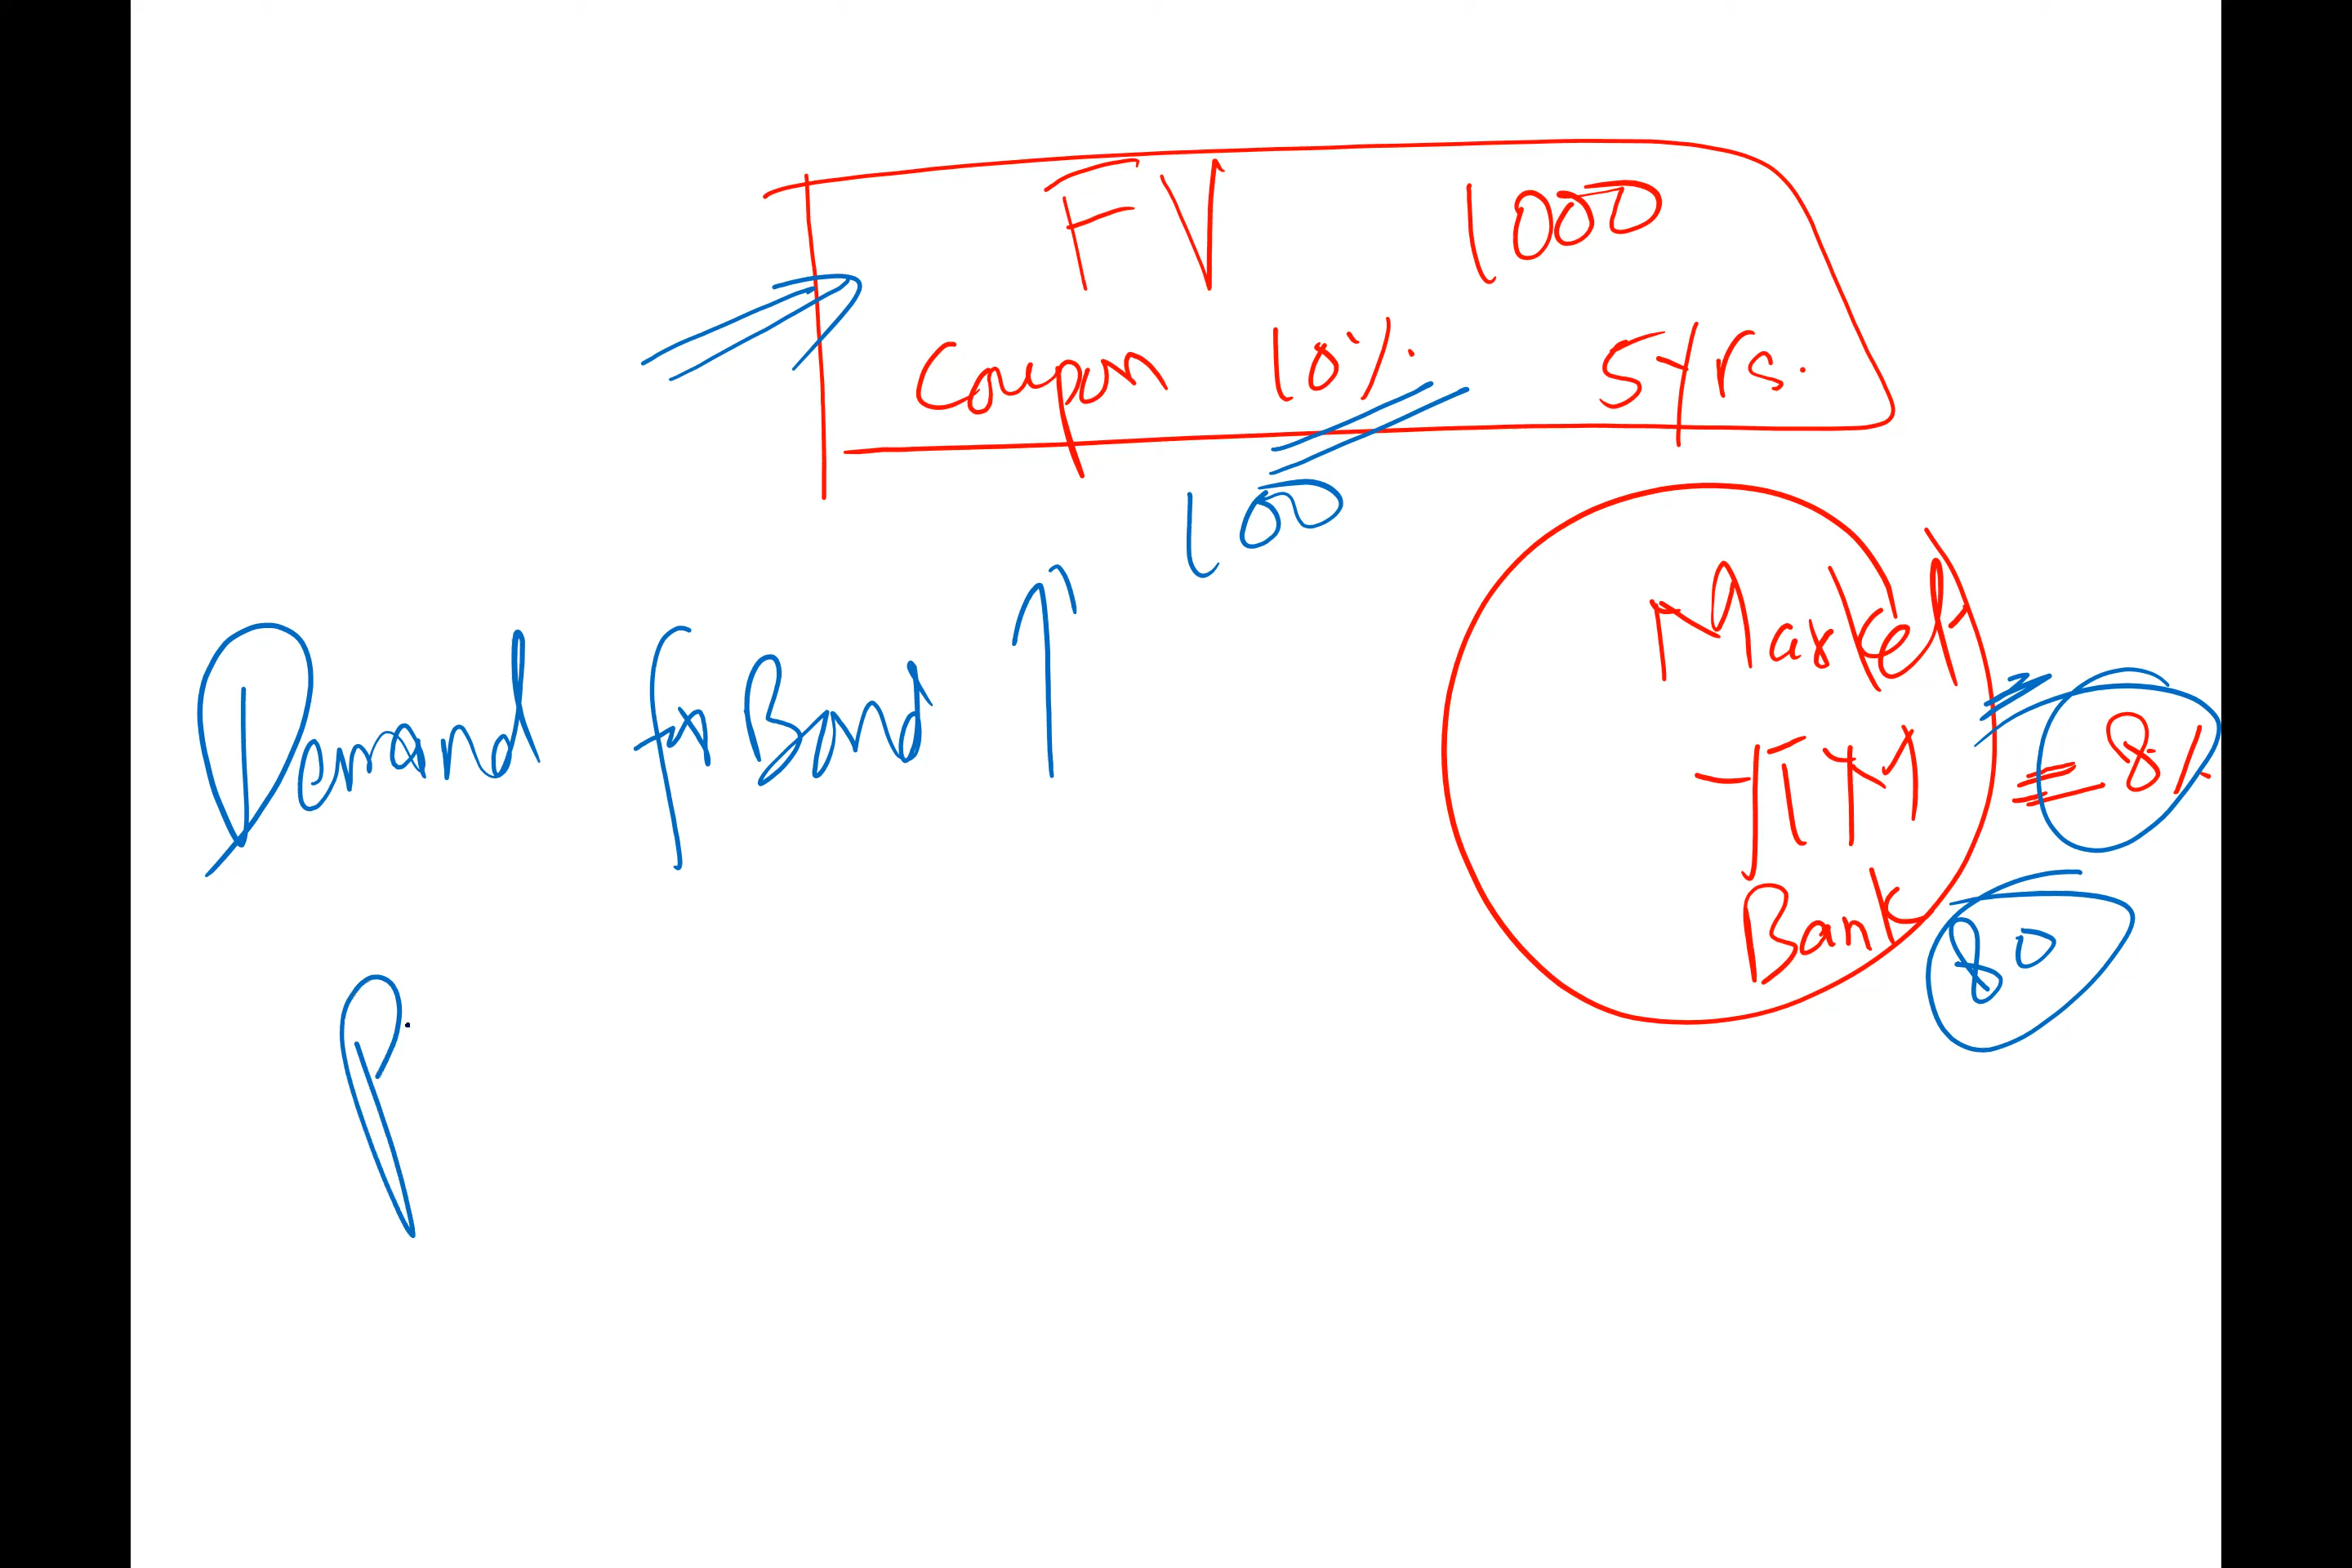 FV 1000
Coupon 10% 5 yrs.
100
Demand for Bond ↑
Market
YTM = 8%
Bank
80
P